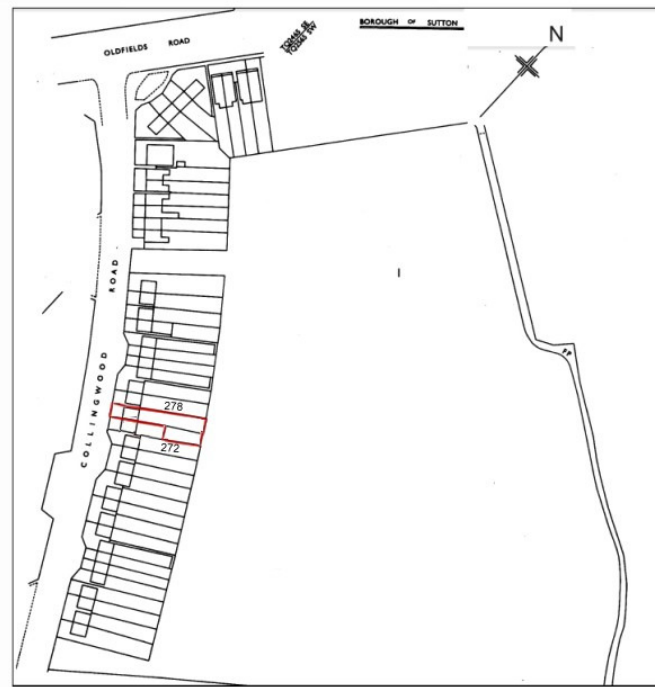 OLDFIELDS ROAD
BOROUGH OF SUTTON
N
COLLINGWOOD ROAD
I
FP
278
272